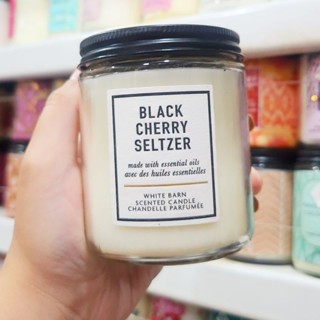 BLACK
CHERRY
SELTZER
made with essential oils
avec des huiles essentielles
WHITE BARN
SCENTED CANDLE
CHANDELLE PARFUMÉE